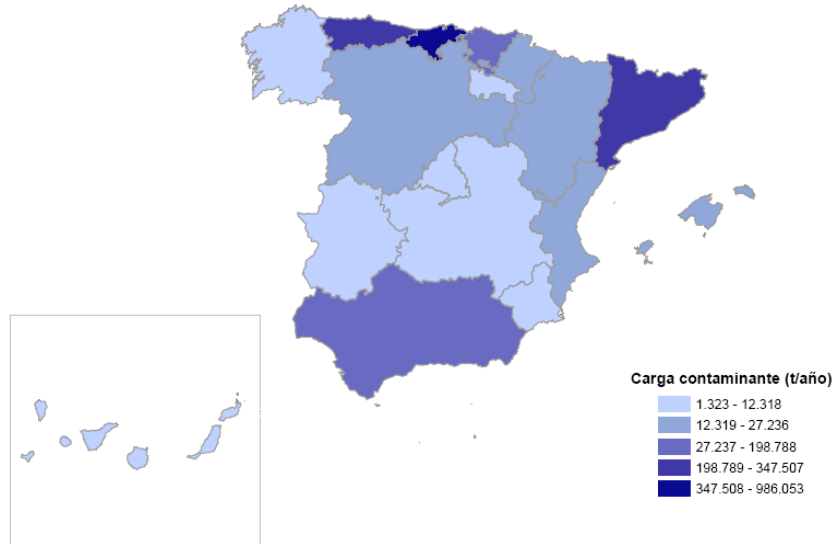 Carga contaminante (t/año)
1.323 - 12.318
12.319 - 27.236
27.237 - 198.788
198.789 - 347.507
347.508 - 986.053